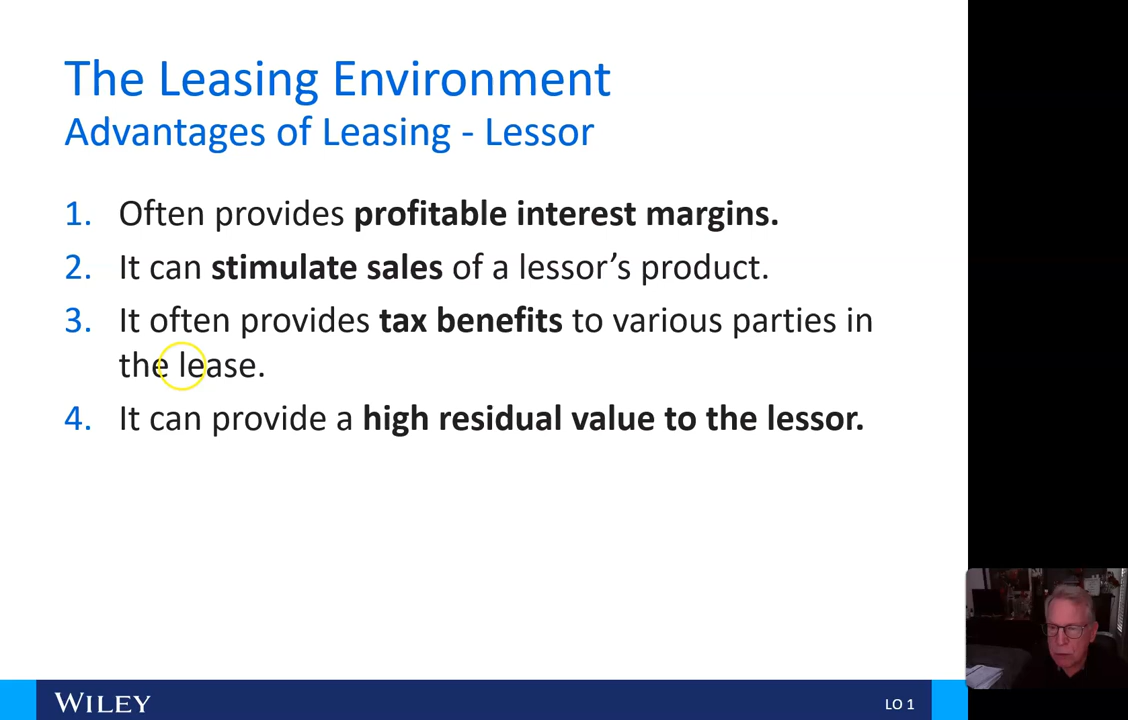 The Leasing Environment
Advantages of Leasing - Lessor
1. Often provides profitable interest margins.
2. It can stimulate sales of a lessor’s product.
3. It often provides tax benefits to various parties in
the lease.
4. It can provide a high residual value to the lessor.
WILEY
LO 1